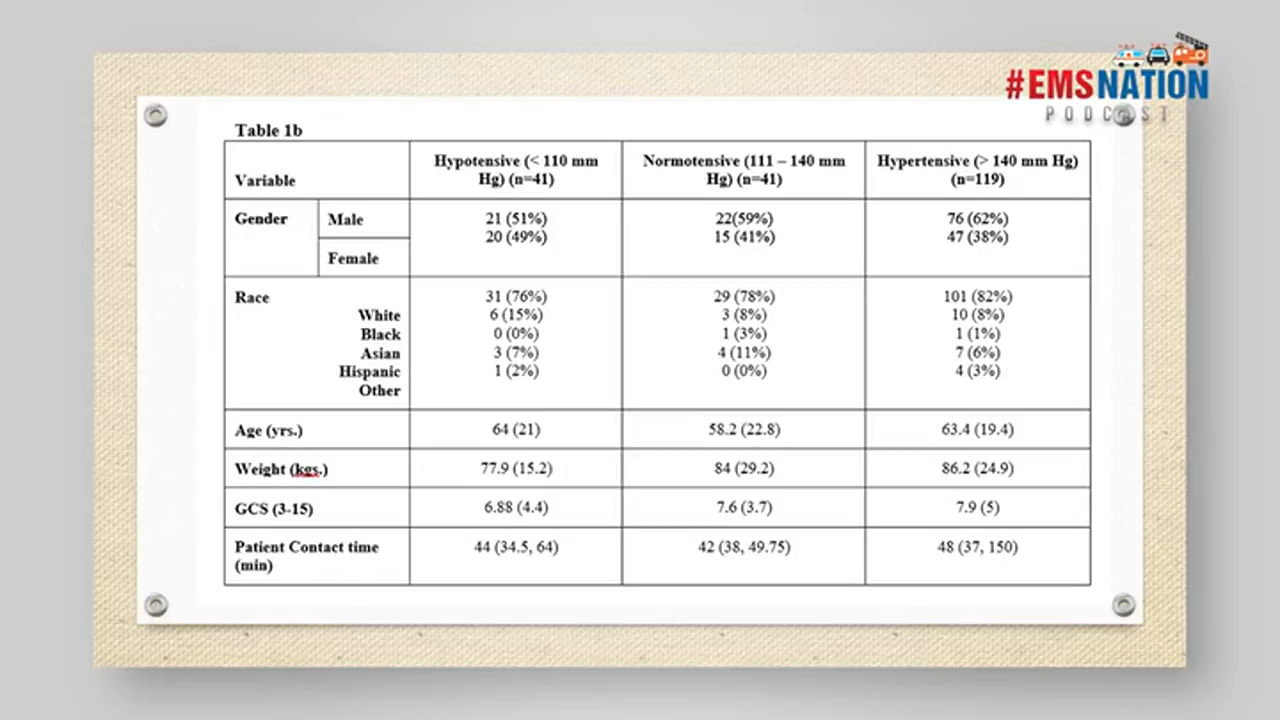 #EMSNATION
PODCAST
Table 1b
Variable
Hypotensive (< 110 mm
Hg) (n=41)
Normotensive (111 – 140 mm
Hg) (n=41)
Hypertensive (> 140 mm Hg)
(n=119)
Gender
Male
Female
21 (51%)
20 (49%)
22(59%)
15 (41%)
76 (62%)
47 (38%)
Race
White
Black
Asian
Hispanic
Other
31 (76%)
6 (15%)
0 (0%)
3 (7%)
1 (2%)
29 (78%)
3 (8%)
1 (3%)
4 (11%)
0 (0%)
101 (82%)
10 (8%)
1 (1%)
7 (6%)
4 (3%)
Age (yrs.)
64 (21)
58.2 (22.8)
63.4 (19.4)
Weight (kgs.)
77.9 (15.2)
84 (29.2)
86.2 (24.9)
GCS (3-15)
6.88 (4.4)
7.6 (3.7)
7.9 (5)
Patient Contact time
(min)
44 (34.5, 64)
42 (38, 49.75)
48 (37, 150)